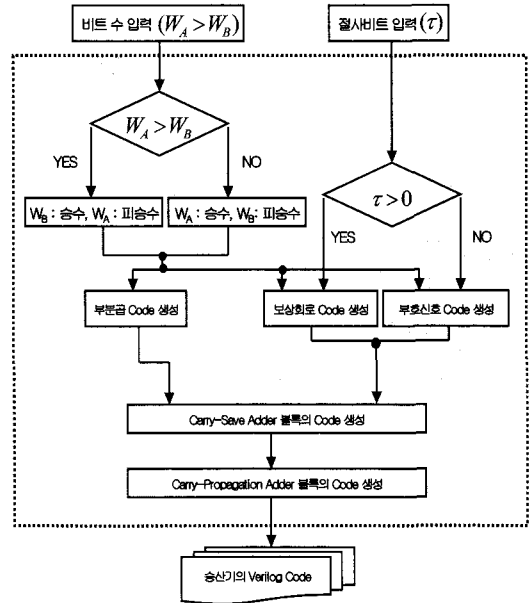 비트 수 입력 (W_A > W_B)
절사비트 입력 (τ)
W_A > W_B
YES
NO
τ > 0
W_B : 승수, W_A : 피승수
W_A : 승수, W_B : 피승수
YES
NO
부분곱 Code 생성
보상회로 Code 생성
부호신호 Code 생성
Carry-Save Adder 블록의 Code 생성
Carry-Propagation Adder 블록의 Code 생성
승산기의 Verilog Code